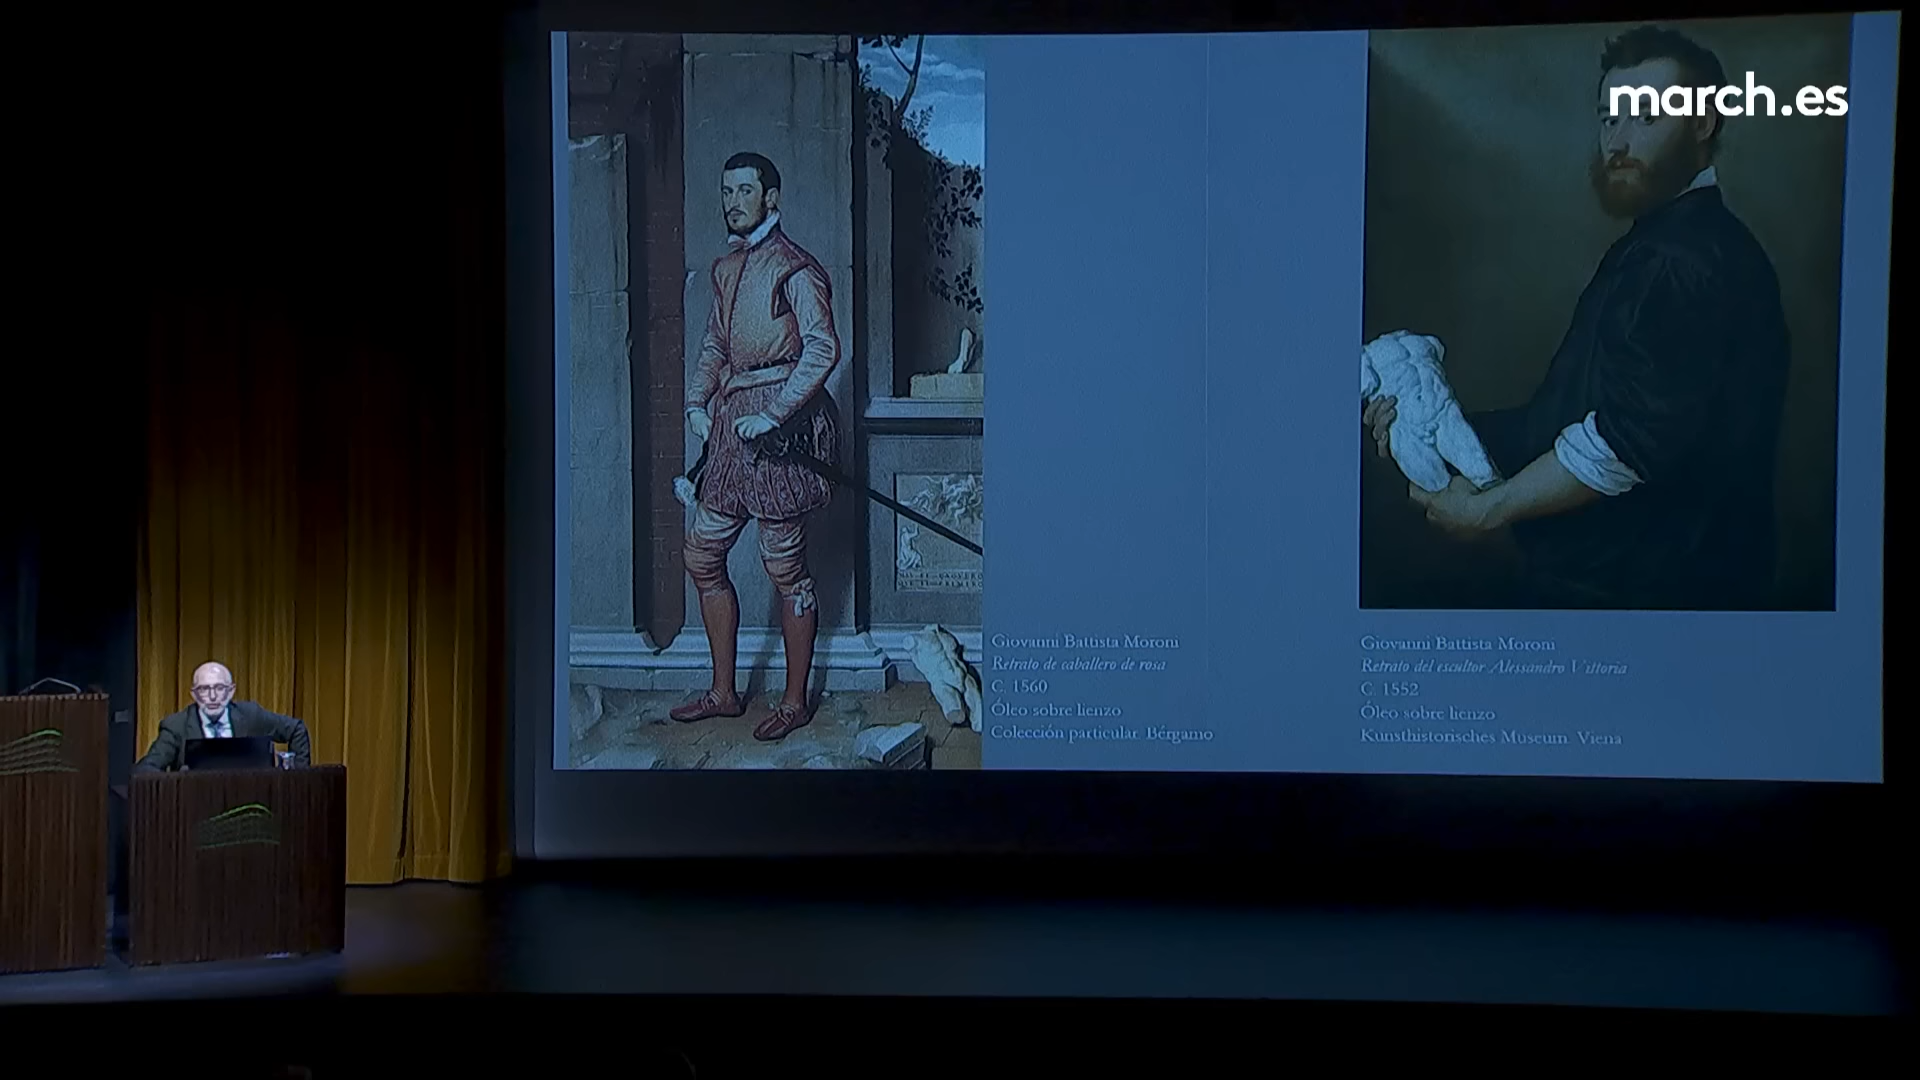 march.es
Giovanni Battista Moroni
Retrato de caballero de rosa
C. 1560
Óleo sobre lienzo
Colección particular. Bérgamo
Giovanni Battista Moroni
Retrato del escultor Alessandro Vittoria
C. 1552
Óleo sobre lienzo
Kunsthistorisches Museum. Viena